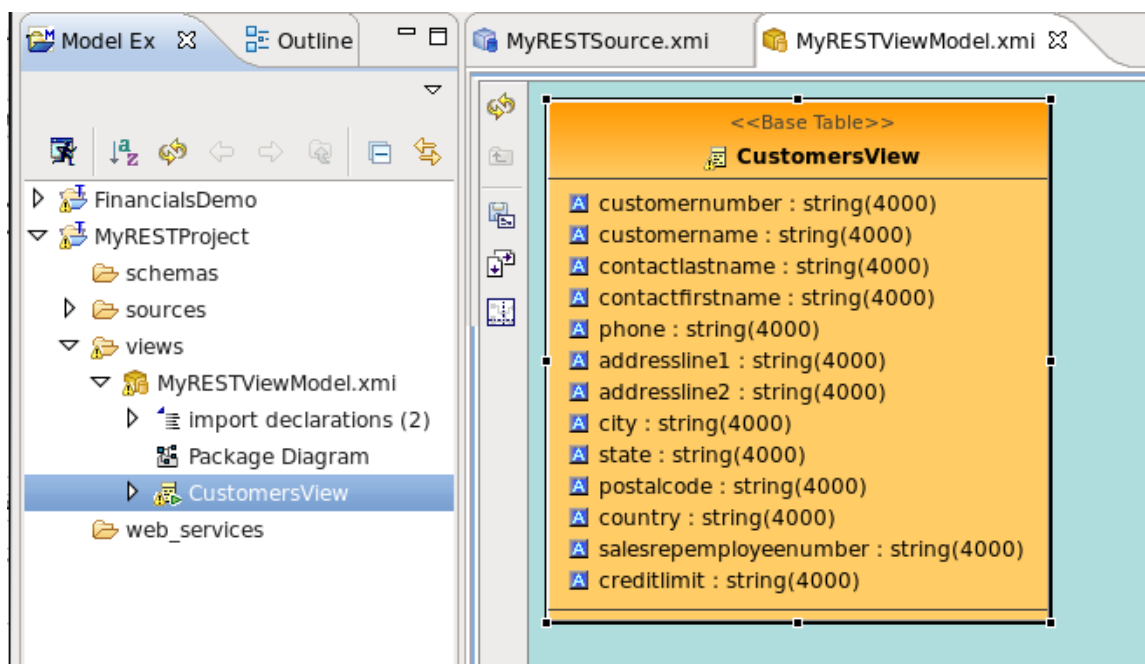 Model Ex
Outline
MyRESTSource.xmi
MyRESTViewModel.xmi
FinancialsDemo
MyRESTProject
schemas
sources
views
MyRESTViewModel.xmi
import declarations (2)
Package Diagram
CustomersView
web_services
<<Base Table>>
CustomersView
customernumber : string(4000)
customername : string(4000)
contactlastname : string(4000)
contactfirstname : string(4000)
phone : string(4000)
addressline1 : string(4000)
addressline2 : string(4000)
city : string(4000)
state : string(4000)
postalcode : string(4000)
country : string(4000)
salesrepemployeenumber : string(4000)
creditlimit : string(4000)